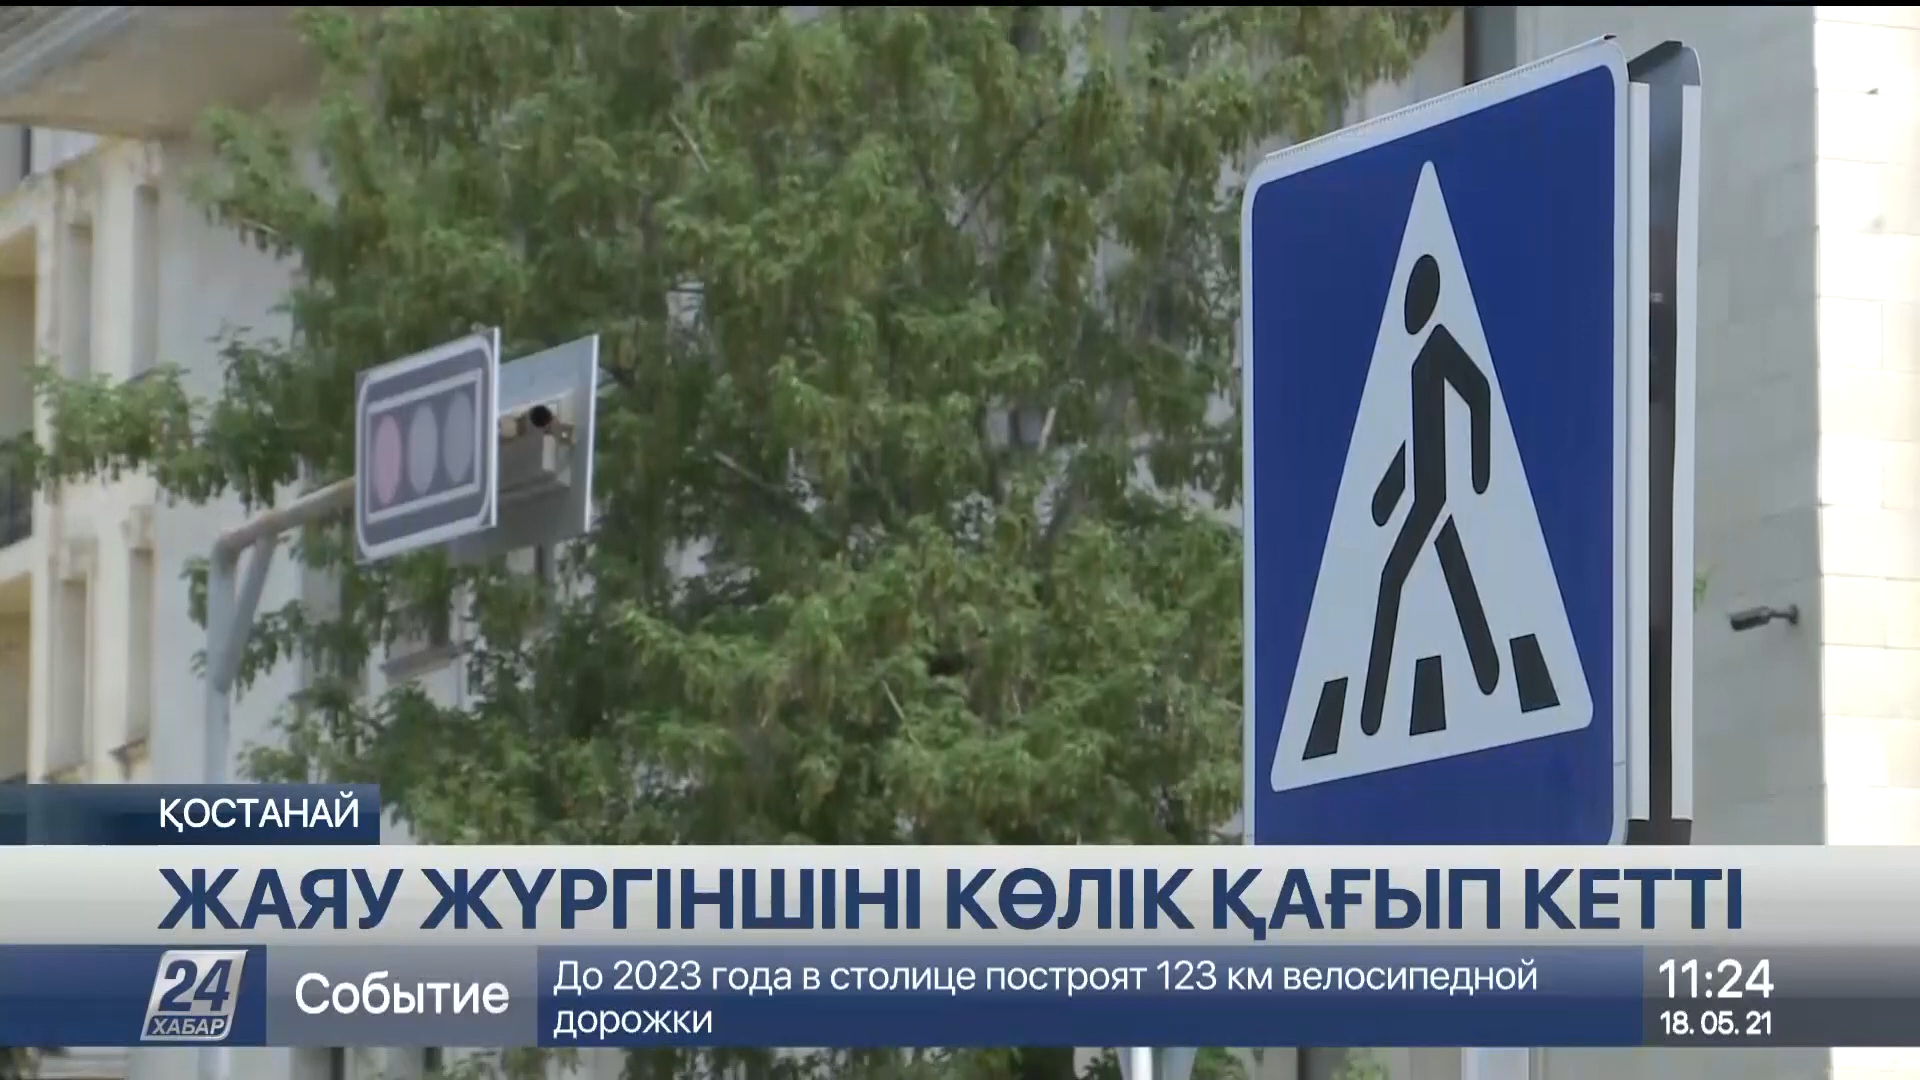 ҚОСТАНАЙ
ЖАЯУ ЖҮРГІНШІНІ КӨЛІК ҚАҒЫП КЕТТІ
24
ХАБАР
Событие
До 2023 года в столице построят 123 км велосипедной
дорожки
11:24
18. 05. 21